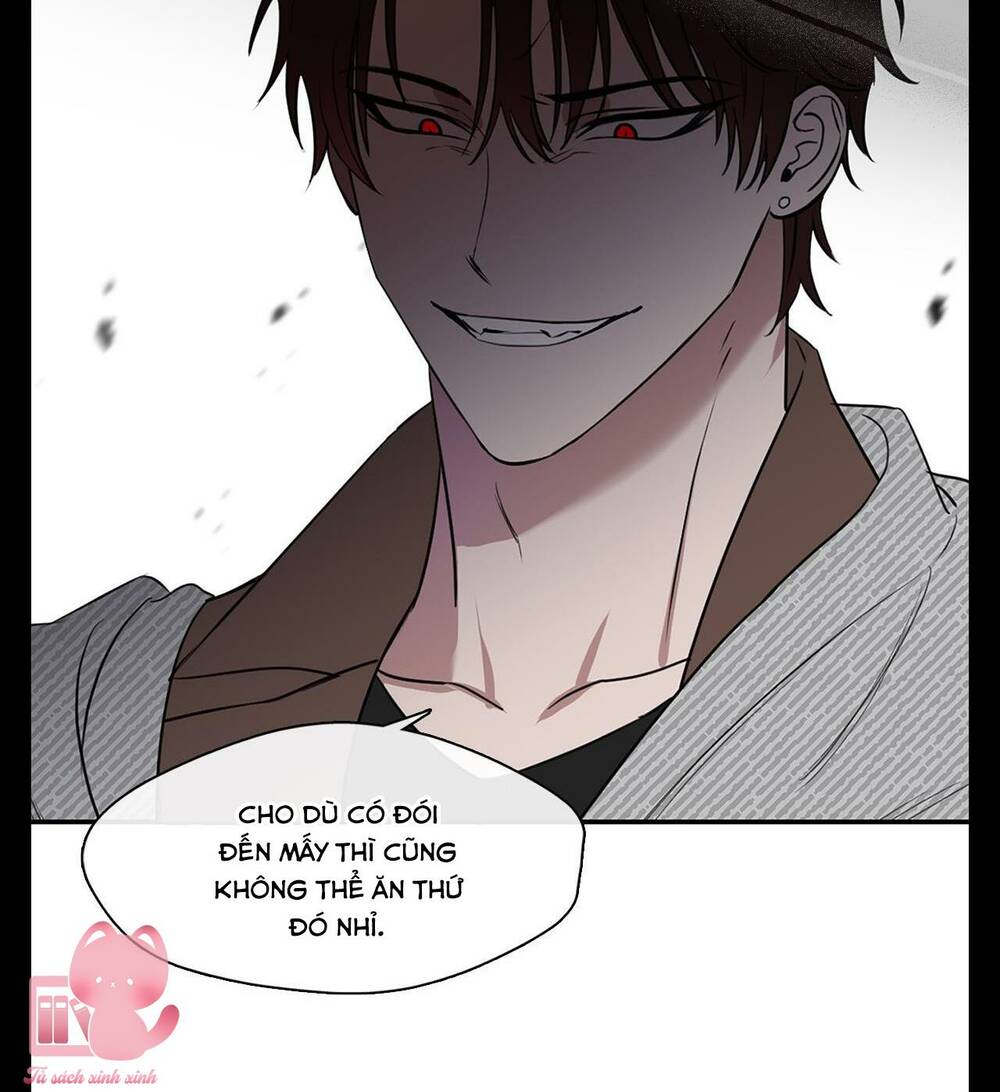 CHO DÙ CÓ ĐÓI
ĐẾN MẤY THÌ CŨNG
KHÔNG THỂ ĂN THỨ
ĐÓ NHỈ.
Tủ sách xinh xinh